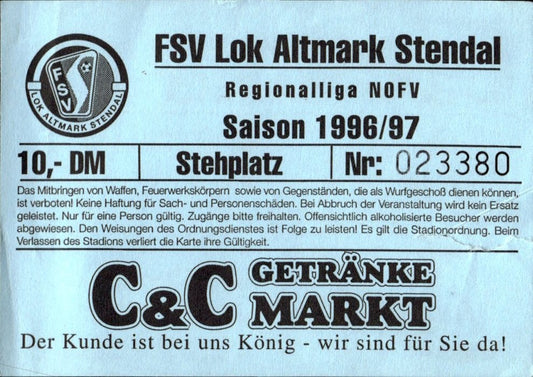 FSV Lok Altmark Stendal
FSV
LOK ALTMARK STENDAL
Regionalliga NOFV
Saison 1996/97
10,- DM Stehplatz Nr: 023380
Das Mitbringen von Waffen, Feuerwerkskörpern sowie von Gegenständen, die als Wurfgeschoß dienen können,
ist verboten! Keine Haftung für Sach- und Personenschäden. Bei Abbruch der Veranstaltung wird kein Ersatz
geleistet. Nur für eine Person gültig. Zugänge bitte freihalten. Offensichtlich alkoholisierte Besucher werden
abgewiesen. Den Weisungen des Ordnungsdienstes ist Folge zu leisten! Es gilt die Stadionordnung. Beim
Verlassen des Stadions verliert die Karte ihre Gültigkeit.
C&C GETRÄNKE
MARKT
Der Kunde ist bei uns König - wir sind für Sie da!